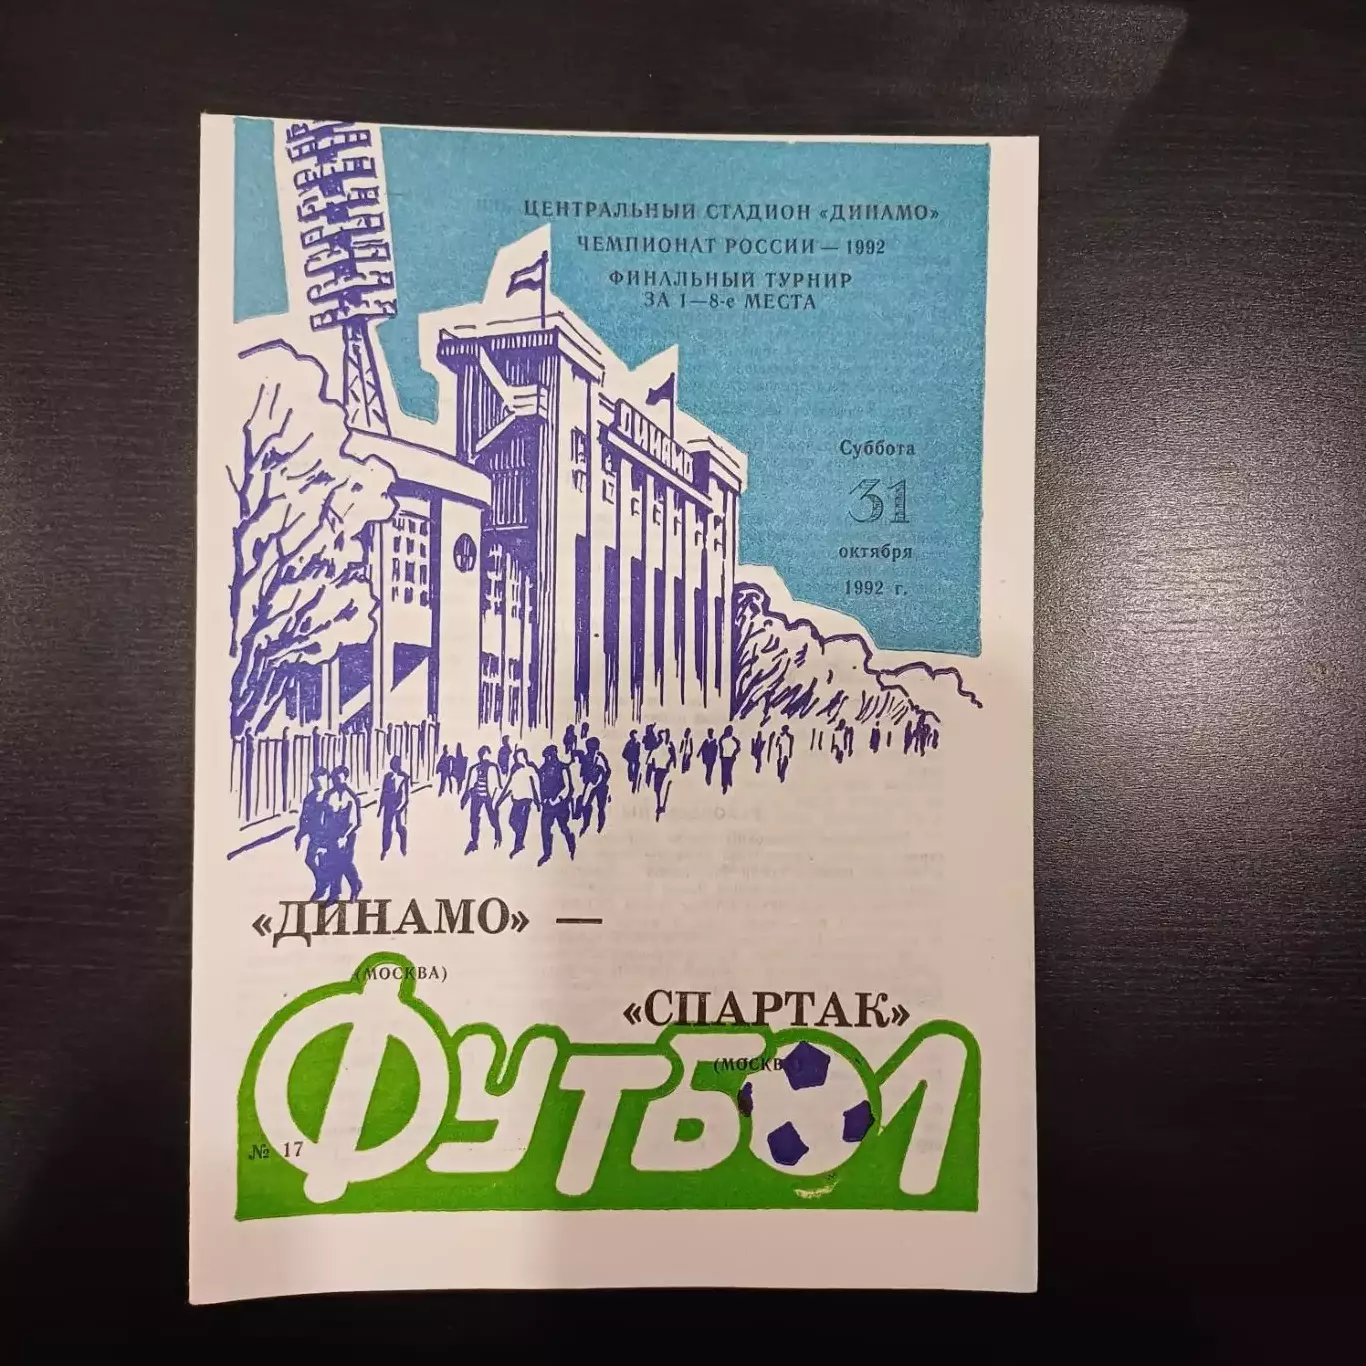 ЦЕНТРАЛЬНЫЙ СТАДИОН «ДИНАМО»
ЧЕМПИОНАТ РОССИИ — 1992
ФИНАЛЬНЫЙ ТУРНИР
ЗА 1—8-е МЕСТА
ДИНАМО
Суббота
31
октября
1992 г.
«ДИНАМО» —
(МОСКВА)
«СПАРТАК»
(МОСКВА)
ФУТБОЛ
№ 17